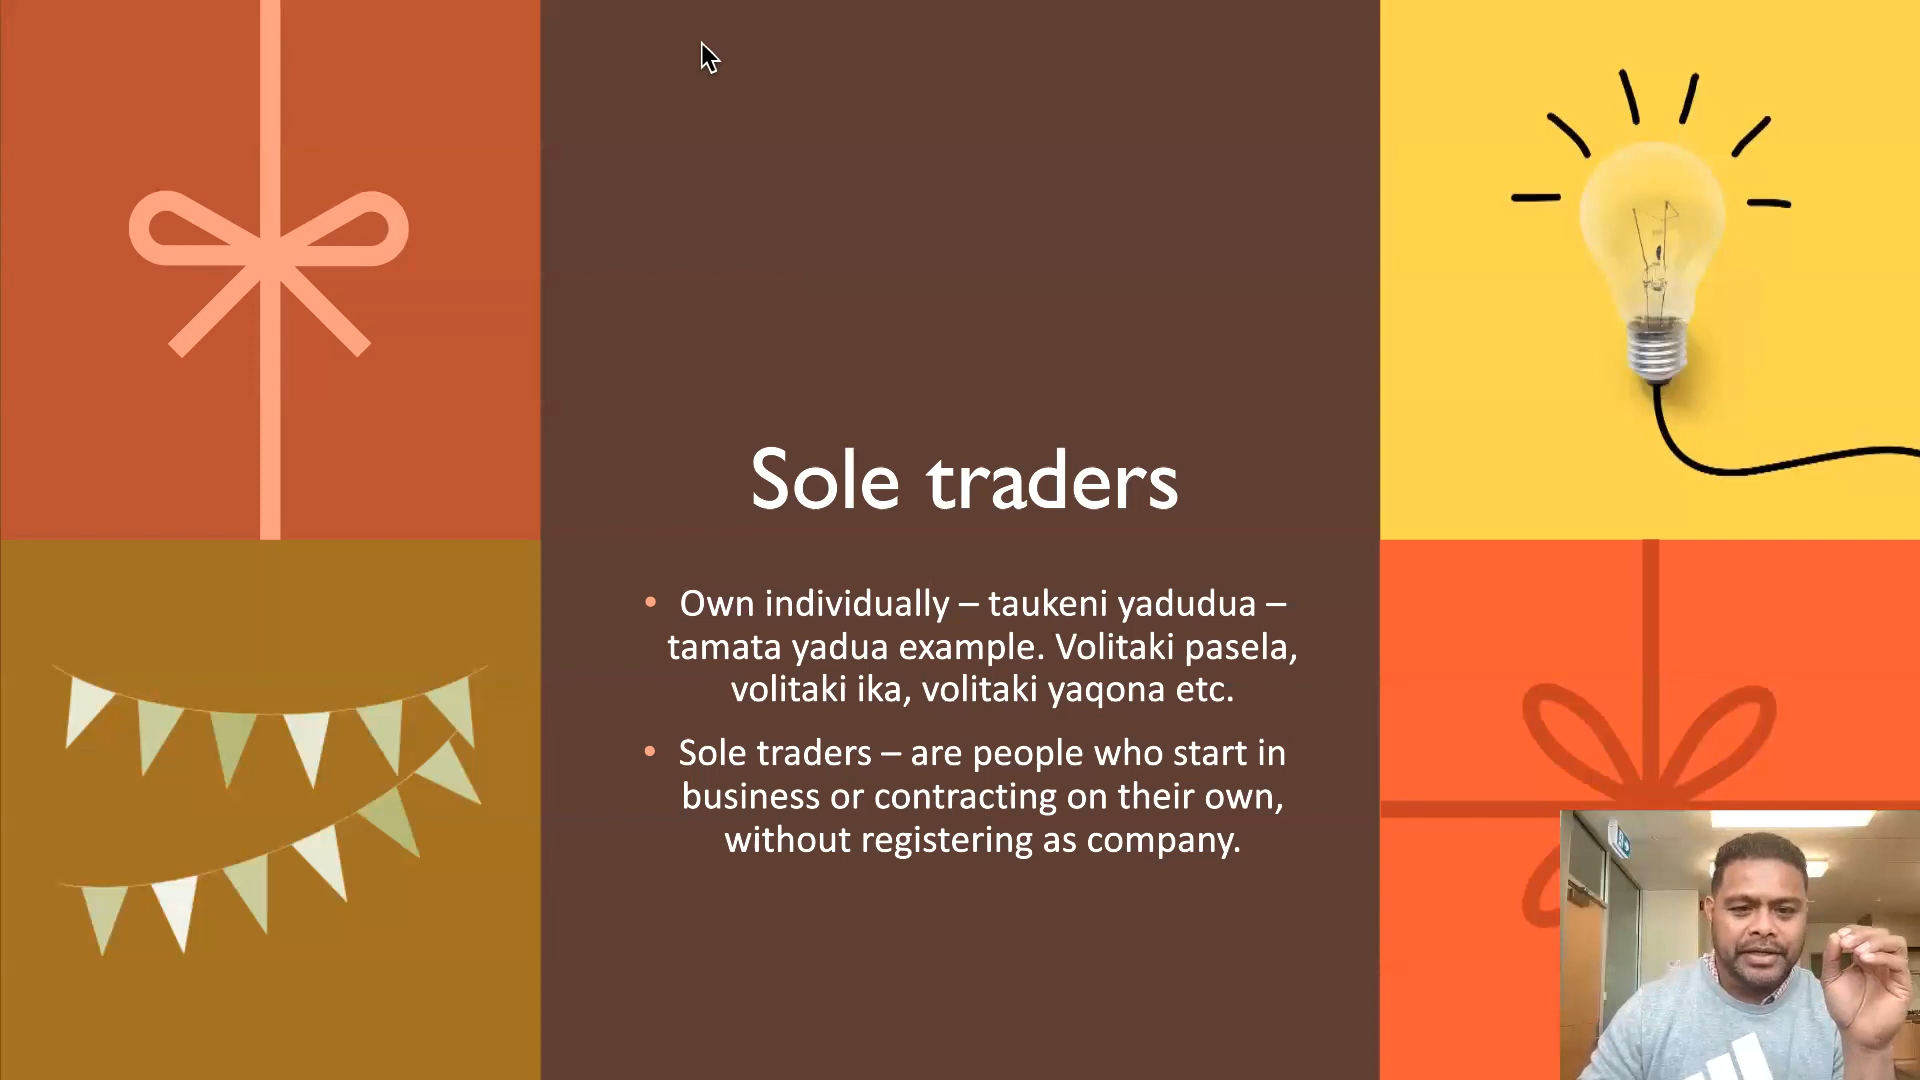 Sole traders
• Own individually – taukeni yadudua –
tamata yadua example. Volitaki pasela,
volitaki ika, volitaki yaqona etc.
• Sole traders – are people who start in
business or contracting on their own,
without registering as company.